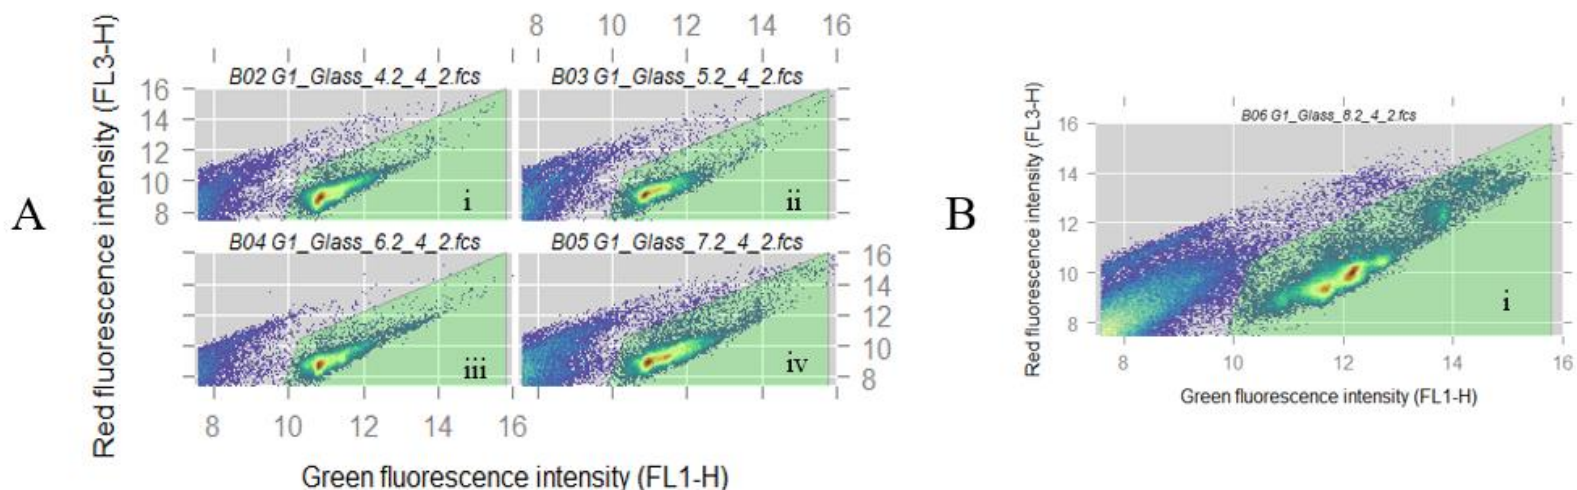 A
Red fluorescence intensity (FL3-H)
8 10 12 14 16
B02 G1_Glass_4.2_4_2.fcs
B03 G1_Glass_5.2_4_2.fcs
16
14
12
10
8
i
ii
B04 G1_Glass_6.2_4_2.fcs
B05 G1_Glass_7.2_4_2.fcs
16
14
12
10
8
iii
iv
8 10 12 14 16
Green fluorescence intensity (FL1-H)
B
Red fluorescence intensity (FL3-H)
B06 G1_Glass_8.2_4_2.fcs
16
14
12
10
8
i
8 10 12 14 16
Green fluorescence intensity (FL1-H)